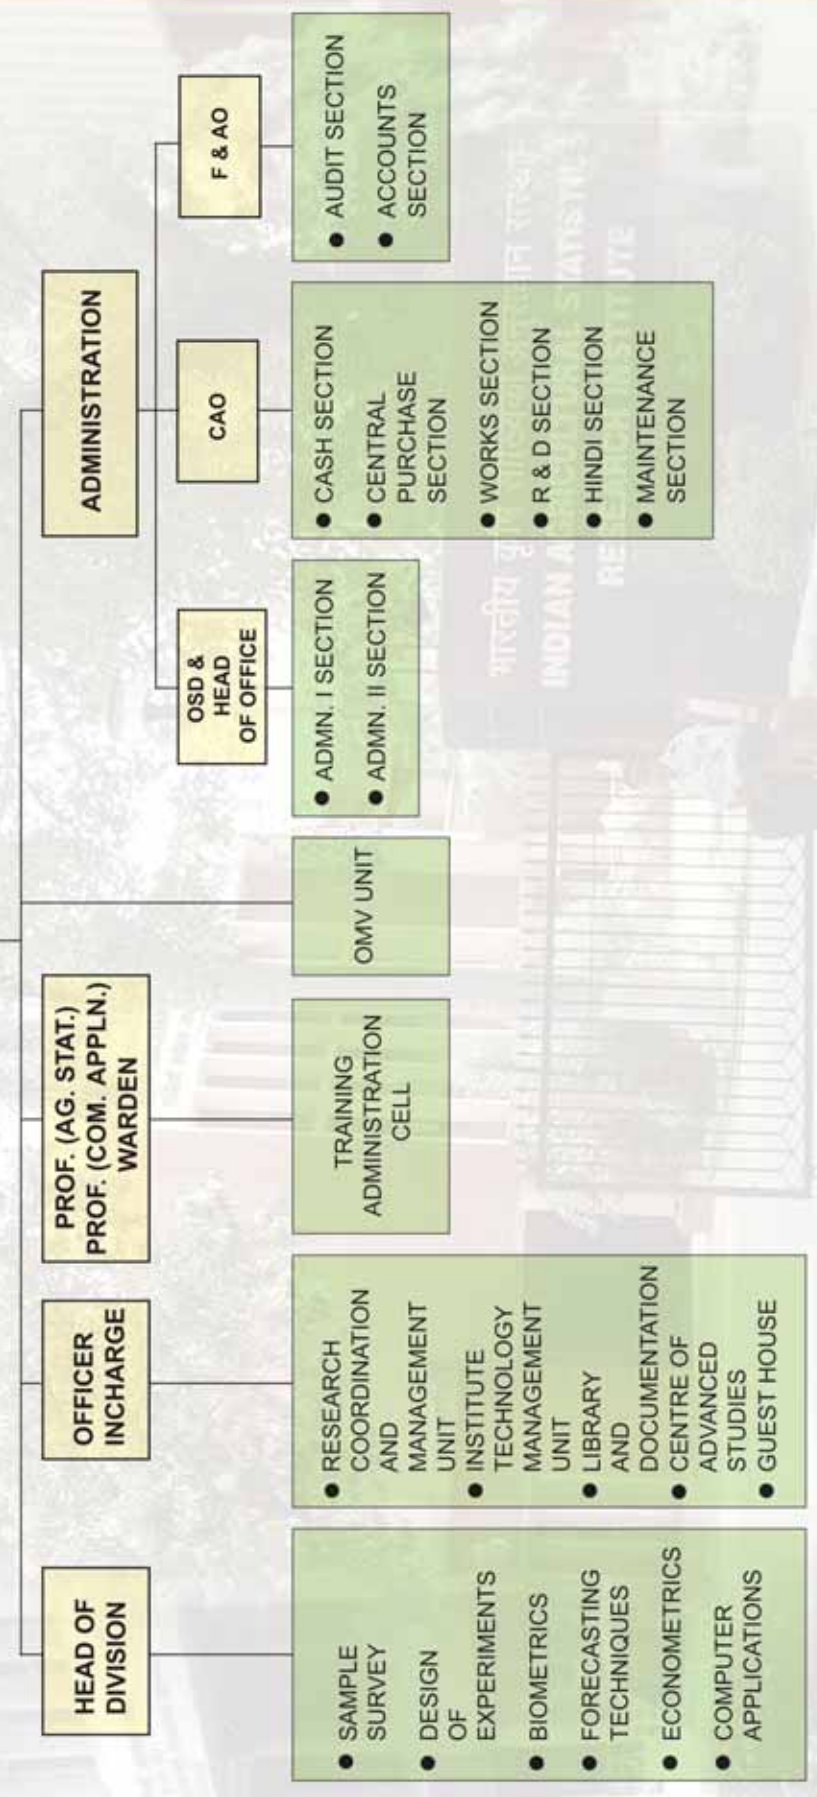 HEAD OF
DIVISION
● SAMPLE
SURVEY
● DESIGN
OF
EXPERIMENTS
● BIOMETRICS
● FORECASTING
TECHNIQUES
● ECONOMETRICS
● COMPUTER
APPLICATIONS
OFFICER
INCHARGE
● RESEARCH
COORDINATION
AND
MANAGEMENT
UNIT
● INSTITUTE
TECHNOLOGY
MANAGEMENT
UNIT
● LIBRARY
AND
DOCUMENTATION
● CENTRE OF
ADVANCED
STUDIES
● GUEST HOUSE
PROF. (AG. STAT.)
PROF. (COM. APPLN.)
WARDEN
TRAINING
ADMINISTRATION
CELL
OMV UNIT
ADMINISTRATION
OSD &
HEAD
OF OFFICE
● ADMN. I SECTION
● ADMN. II SECTION
CAO
● CASH SECTION
● CENTRAL
PURCHASE
SECTION
● WORKS SECTION
● R & D SECTION
● HINDI SECTION
● MAINTENANCE
SECTION
F & AO
● AUDIT SECTION
● ACCOUNTS
SECTION
भारतीय
INDIAN